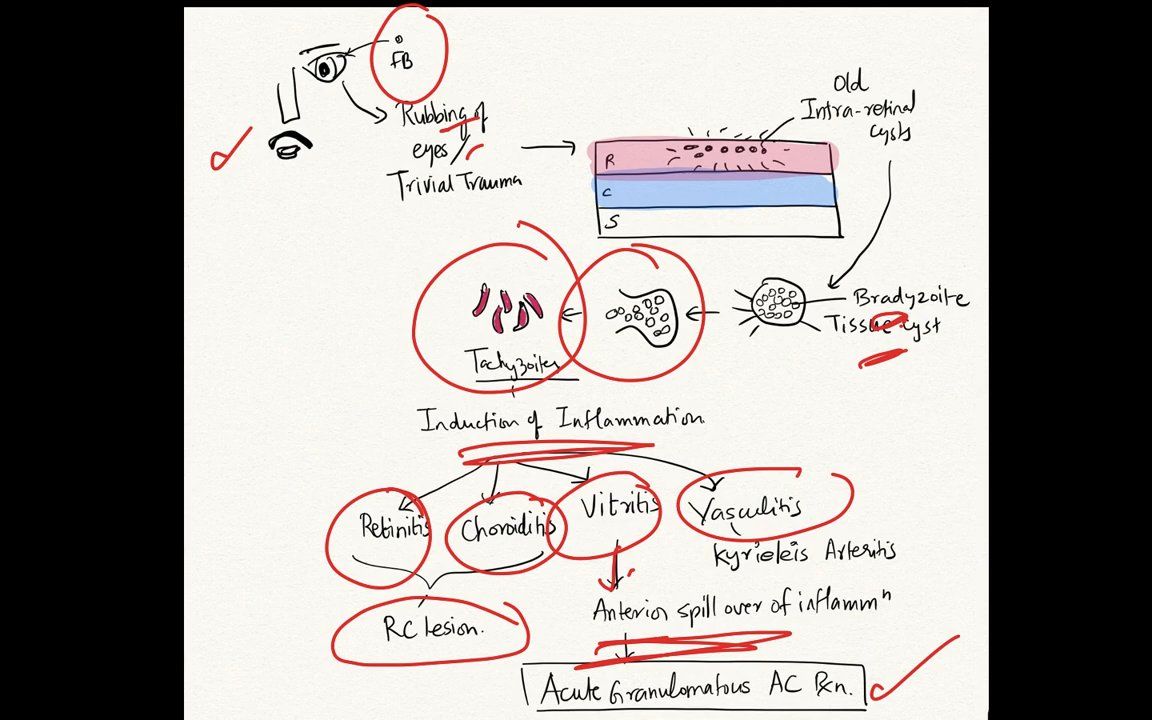 FB
Rubbing of
eyes/
Trivial Trauma
Old
Intra-retinal
cysts
R
C
S
Bradyzoite
Tissue cyst
Tachyzoites
Induction of Inflammation
Retinitis
Choroiditis
Vitritis
Vasculitis
Kyrieleis Arteritis
RC Lesion.
Anterior spill over of inflammⁿ
Acute Granulomatous AC Rxn.